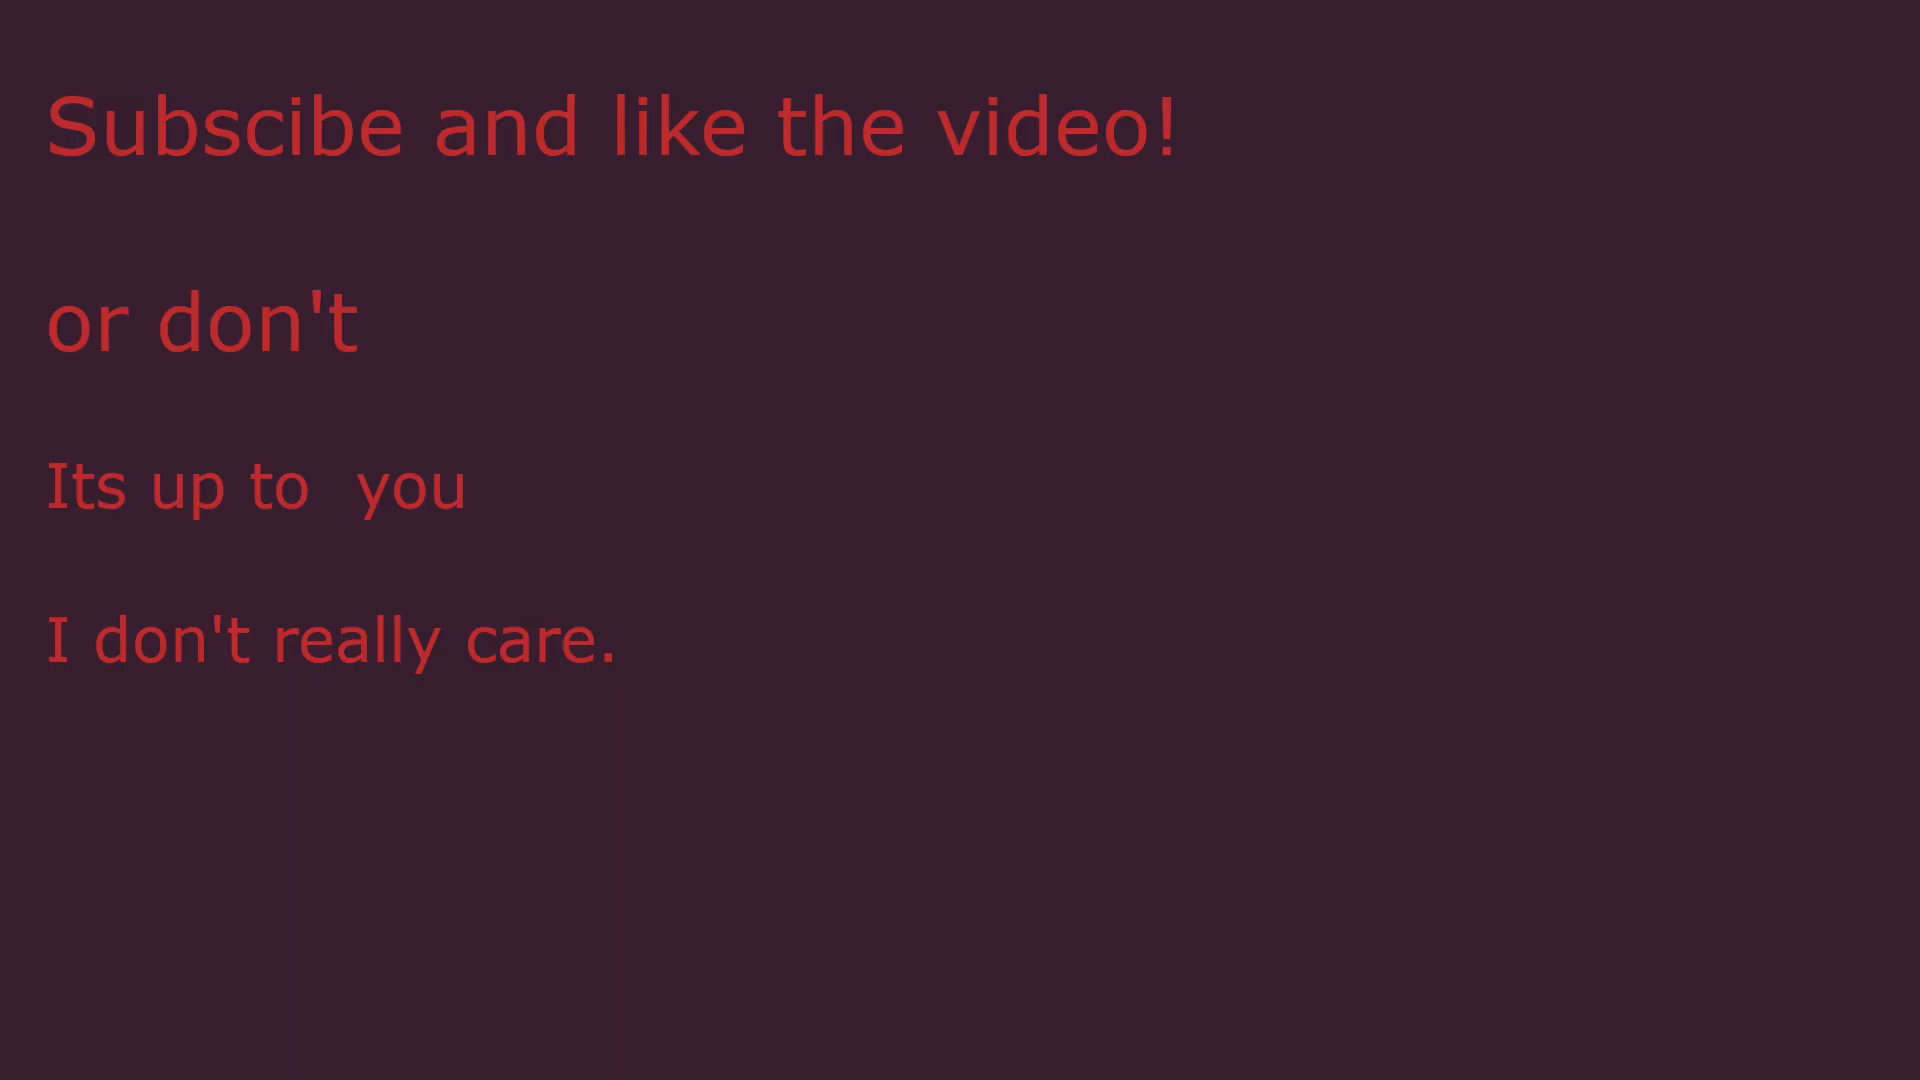 Subscibe and like the video!
or don't
Its up to  you
I don't really care.